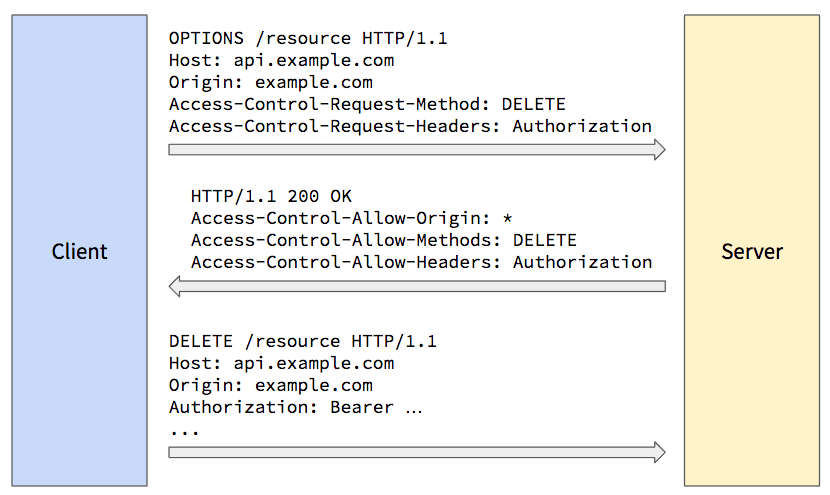 OPTIONS /resource HTTP/1.1
Host: api.example.com
Origin: example.com
Access-Control-Request-Method: DELETE
Access-Control-Request-Headers: Authorization
HTTP/1.1 200 OK
Access-Control-Allow-Origin: *
Access-Control-Allow-Methods: DELETE
Access-Control-Allow-Headers: Authorization
Client
Server
DELETE /resource HTTP/1.1
Host: api.example.com
Origin: example.com
Authorization: Bearer …
...